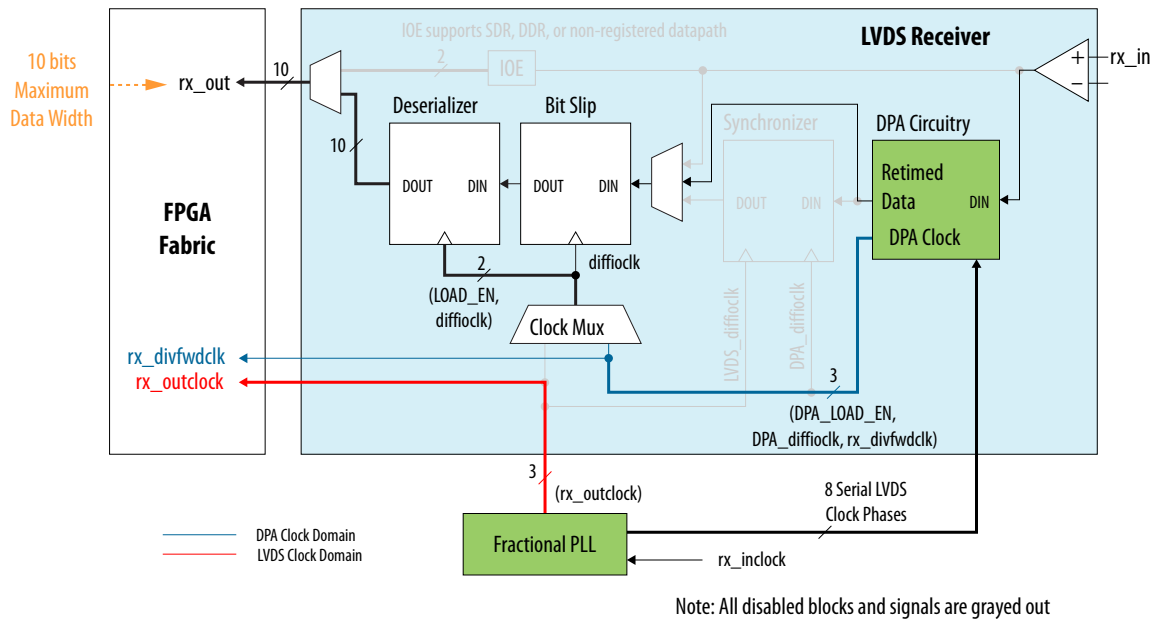 IOE supports SDR, DDR, or non-registered datapath
LVDS Receiver
10 bits
Maximum
Data Width
rx_out
10
2
IOE
+
−
rx_in
Deserializer
Bit Slip
Synchronizer
DPA Circuitry
10
DOUT
DIN
DOUT
DIN
DOUT
DIN
Retimed
Data
DIN
DPA Clock
FPGA
Fabric
2
(LOAD_EN,
diffioclk)
diffioclk
Clock Mux
LVDS_diffioclk
DPA_diffioclk
rx_divfwdclk
rx_outclock
3
(DPA_LOAD_EN,
DPA_diffioclk, rx_divfwdclk)
3
(rx_outclock)
8 Serial LVDS
Clock Phases
DPA Clock Domain
LVDS Clock Domain
Fractional PLL
rx_inclock
Note: All disabled blocks and signals are grayed out